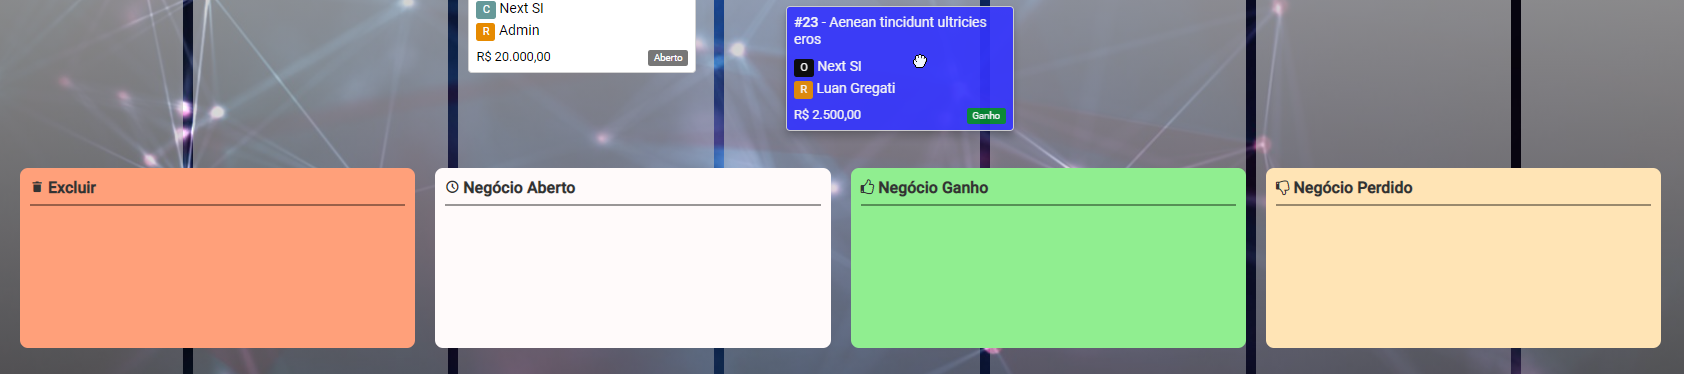 C Next SI
R Admin
R$ 20.000,00
Aberto
#23 - Aenean tincidunt ultricies
eros
O Next SI
R Luan Gregati
R$ 2.500,00
Ganho
Excluir
Negócio Aberto
Negócio Ganho
Negócio Perdido